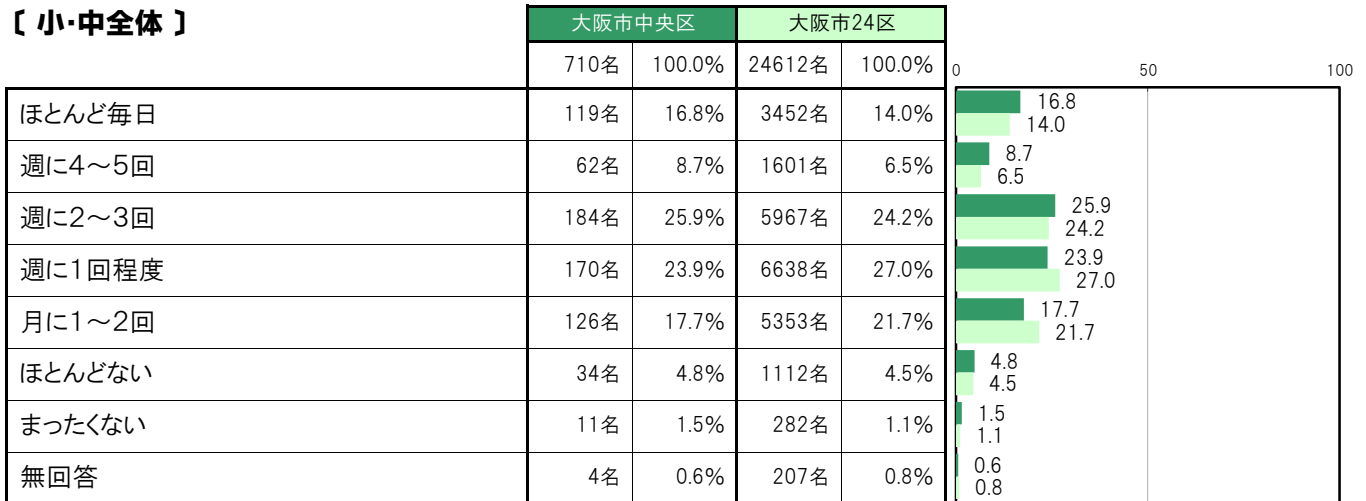 〔 小・中全体 〕
大阪市中央区 大阪市24区
710名 100.0% 24612名 100.0%
0 50 100
ほとんど毎日 119名 16.8% 3452名 14.0%
16.8
14.0
週に4～5回 62名 8.7% 1601名 6.5%
8.7
6.5
週に2～3回 184名 25.9% 5967名 24.2%
25.9
24.2
週に1回程度 170名 23.9% 6638名 27.0%
23.9
27.0
月に1～2回 126名 17.7% 5353名 21.7%
17.7
21.7
ほとんどない 34名 4.8% 1112名 4.5%
4.8
4.5
まったくない 11名 1.5% 282名 1.1%
1.5
1.1
無回答 4名 0.6% 207名 0.8%
0.6
0.8